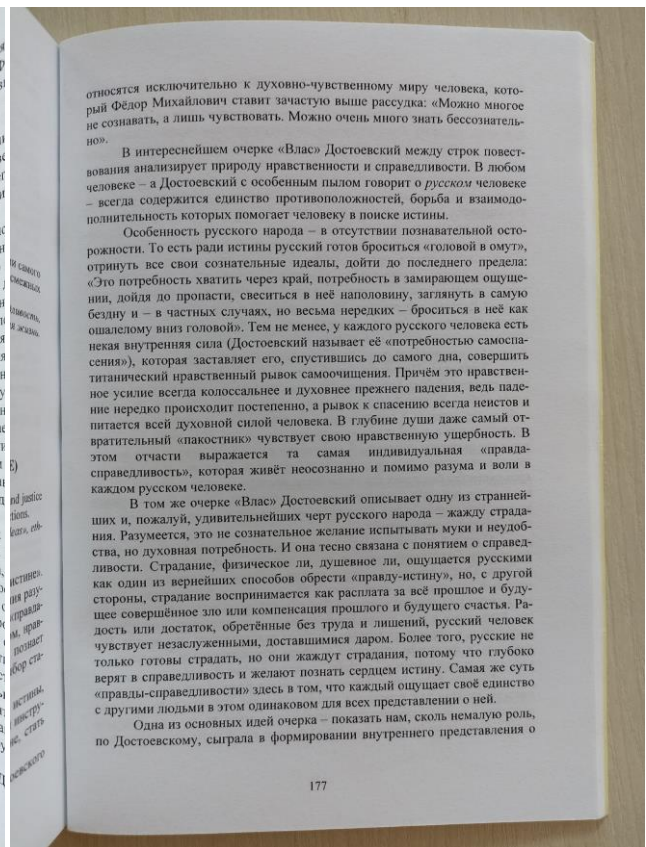 относятся исключительно к духовно-чувственному миру человека, кото-
рый Фёдор Михайлович ставит зачастую выше рассудка: «Можно многое
не сознавать, а лишь чувствовать. Можно очень много знать бессознатель-
но».
В интереснейшем очерке «Влас» Достоевский между строк повест-
вования анализирует природу нравственности и справедливости. В любом
человеке – а Достоевский с особенным пылом говорит о русском человеке
– всегда содержится единство противоположностей, борьба и взаимодо-
полнительность которых помогает человеку в поиске истины.
Особенность русского народа – в отсутствии познавательной осто-
рожности. То есть ради истины русский готов броситься «головой в омут»,
отринуть все свои сознательные идеалы, дойти до последнего предела:
«Это потребность хватить через край, потребность в замирающем ощуще-
нии, дойдя до пропасти, свеситься в неё наполовину, заглянуть в самую
бездну и – в частных случаях, но весьма нередких – броситься в неё как
ошалелому вниз головой». Тем не менее, у каждого русского человека есть
некая внутренняя сила (Достоевский называет её «потребностью самоспа-
сения»), которая заставляет его, спустившись до самого дна, совершить
титанический нравственный рывок самоочищения. Причём это нравствен-
ное усилие всегда колоссальнее и духовнее прежнего падения, ведь паде-
ние нередко происходит постепенно, а рывок к спасению всегда неистов и
питается всей духовной силой человека. В глубине души даже самый от-
вратительный «пакостник» чувствует свою нравственную ущербность. В
этом отчасти выражается та самая индивидуальная «правда-
справедливость», которая живёт неосознанно и помимо разума и воли в
каждом русском человеке.
В том же очерке «Влас» Достоевский описывает одну из странней-
ших и, пожалуй, удивительнейших черт русского народа – жажду страда-
ния. Разумеется, это не сознательное желание испытывать муки и неудоб-
ства, но духовная потребность. И она тесно связана с понятием о справед-
ливости. Страдание, физическое ли, душевное ли, ощущается русскими
как один из вернейших способов обрести «правду-истину», но, с другой
стороны, страдание воспринимается как расплата за всё прошлое и буду-
щее совершённое зло или компенсация прошлого и будущего счастья. Ра-
дость или достаток, обретённые без труда и лишений, русский человек
чувствует незаслуженными, доставшимися даром. Более того, русские не
только готовы страдать, но они жаждут страдания, потому что глубоко
верят в справедливость и желают познать сердцем истину. Самая же суть
«правды-справедливости» здесь в том, что каждый ощущает своё единство
с другими людьми в этом одинаковом для всех представлении о ней.
Одна из основных идей очерка – показать нам, сколь немалую роль,
по Достоевскому, сыграла в формировании внутреннего представления о
177